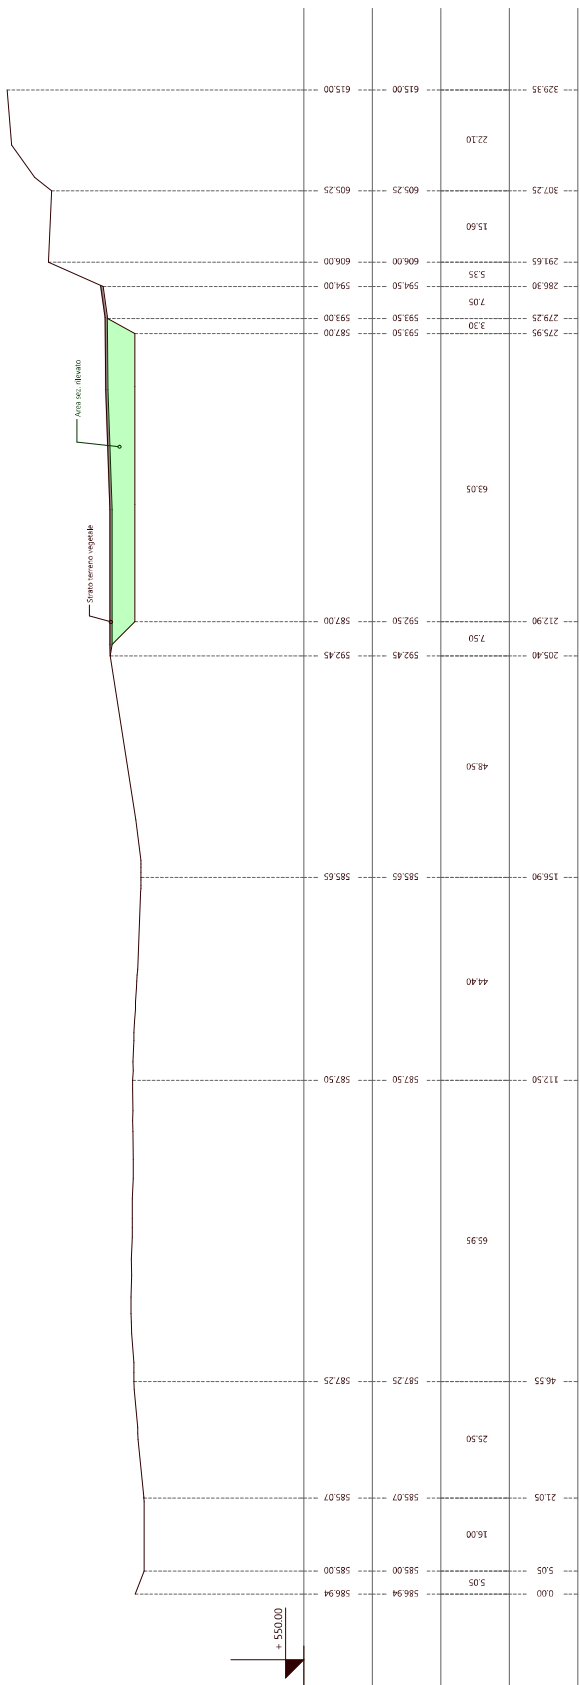 615.00 615.00 329.35
22.10
605.25 605.25 307.25
15.60
606.00 606.00 291.65
5.35
594.00 594.50 286.30
7.05
593.00 593.50 279.25
3.30
587.00 593.50 275.95
Area sez. rilevato
63.05
Strato terreno vegetale
587.00 592.50 212.90
7.50
592.45 592.45 205.40
48.50
585.65 585.65 156.90
44.40
587.50 587.50 112.50
65.95
587.25 587.25 46.55
25.50
585.07 585.07 21.05
16.00
585.00 585.00 5.05
5.05
586.94 586.94 0.00
+ 550.00